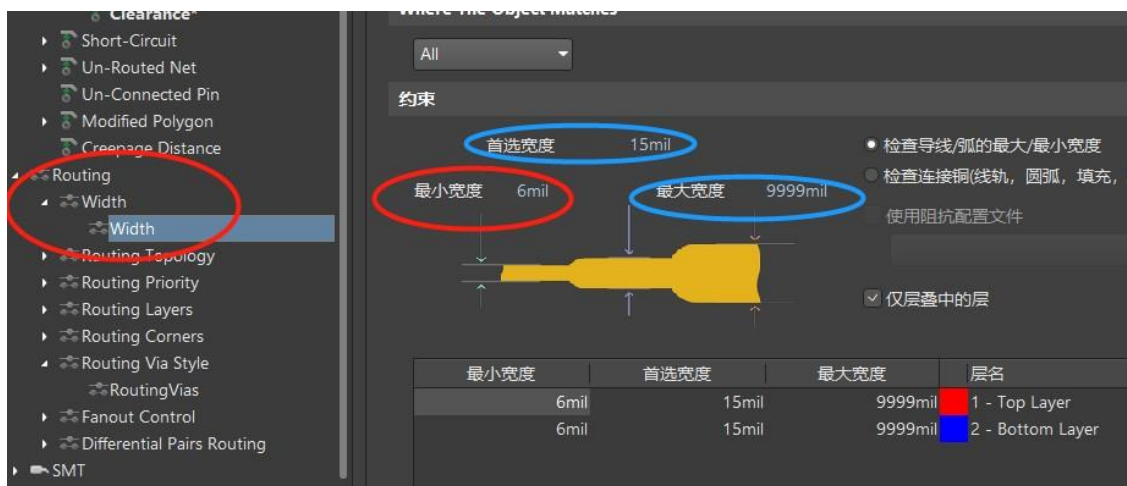 Clearance*
Short-Circuit
Un-Routed Net
Un-Connected Pin
Modified Polygon
Creepage Distance
Routing
Width
Width
Routing Topology
Routing Priority
Routing Layers
Routing Corners
Routing Via Style
RoutingVias
Fanout Control
Differential Pairs Routing
SMT
Where The Object Matches
All
约束
首选宽度 15mil
最小宽度 6mil 最大宽度 9999mil
检查导线/弧的最大/最小宽度
检查连接铜(线轨, 圆弧, 填充,
使用阻抗配置文件
仅层叠中的层
最小宽度 首选宽度 最大宽度 层名
6mil 15mil 9999mil 1 - Top Layer
6mil 15mil 9999mil 2 - Bottom Layer